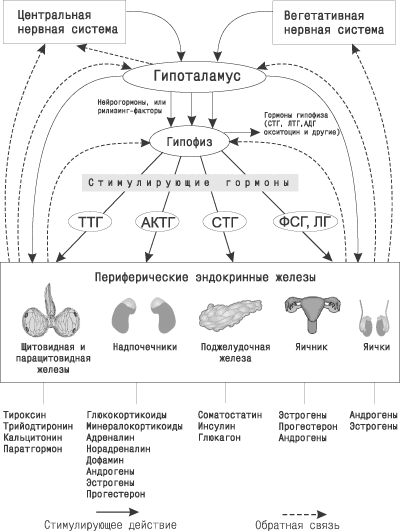 Центральная
нервная система
Вегетативная
нервная система
Гипоталамус
Нейрогормоны, или
рилизинг-факторы
Гормоны гипофиза
(СТГ, ЛТГ, АДГ
окситоцин и другие)
Гипофиз
Стимулирующие гормоны
ТТГ
АКТГ
СТГ
ФСГ, ЛГ
Периферические эндокринные железы
Щитовидная и
парацитовидная
железы
Надпочечники
Поджелудочная
железа
Яичник
Яички
Тироксин
Трийодтиронин
Кальцитонин
Паратгормон
Глюкокортикоиды
Минералокортикоиды
Адреналин
Норадреналин
Дофамин
Андрогены
Эстрогены
Прогестерон
Соматостатин
Инсулин
Глюкагон
Эстрогены
Прогестерон
Андрогены
Андрогены
Эстрогены
Стимулирующее действие
Обратная связь